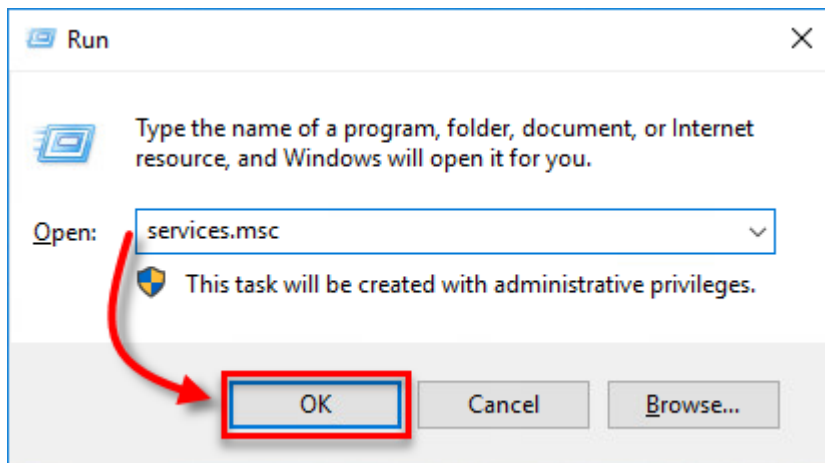 Run
Type the name of a program, folder, document, or Internet
resource, and Windows will open it for you.
Open: services.msc
This task will be created with administrative privileges.
OK Cancel Browse...